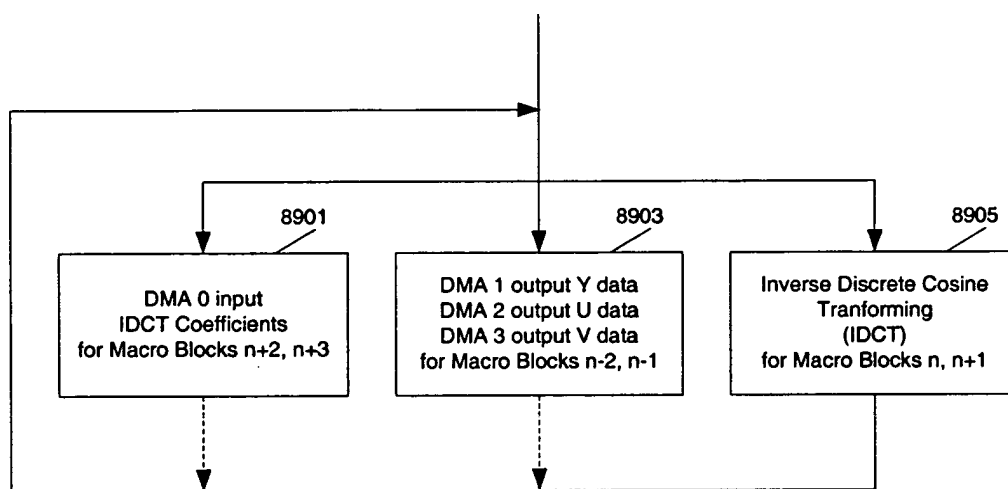 8901
DMA 0 input
IDCT Coefficients
for Macro Blocks n+2, n+3
8903
DMA 1 output Y data
DMA 2 output U data
DMA 3 output V data
for Macro Blocks n-2, n-1
8905
Inverse Discrete Cosine
Tranforming
(IDCT)
for Macro Blocks n, n+1